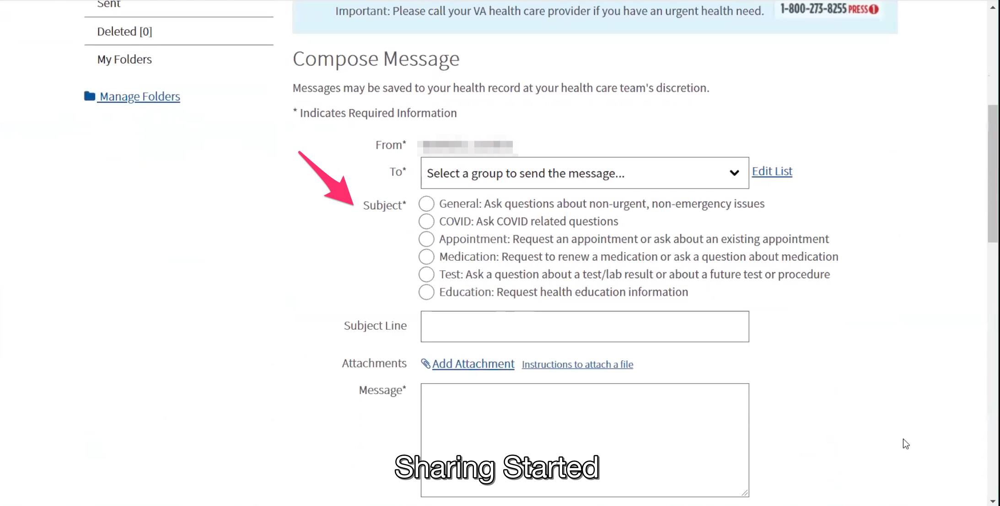 Sent
Deleted [0]
My Folders
Manage Folders
Important: Please call your VA health care provider if you have an urgent health need.
1-800-273-8255 PRESS 1
Compose Message
Messages may be saved to your health record at your health care team's discretion.
* Indicates Required Information
From*
To* Select a group to send the message... Edit List
Subject* General: Ask questions about non-urgent, non-emergency issues
COVID: Ask COVID related questions
Appointment: Request an appointment or ask about an existing appointment
Medication: Request to renew a medication or ask a question about medication
Test: Ask a question about a test/lab result or about a future test or procedure
Education: Request health education information
Subject Line
Attachments Add Attachment Instructions to attach a file
Message*
Sharing Started